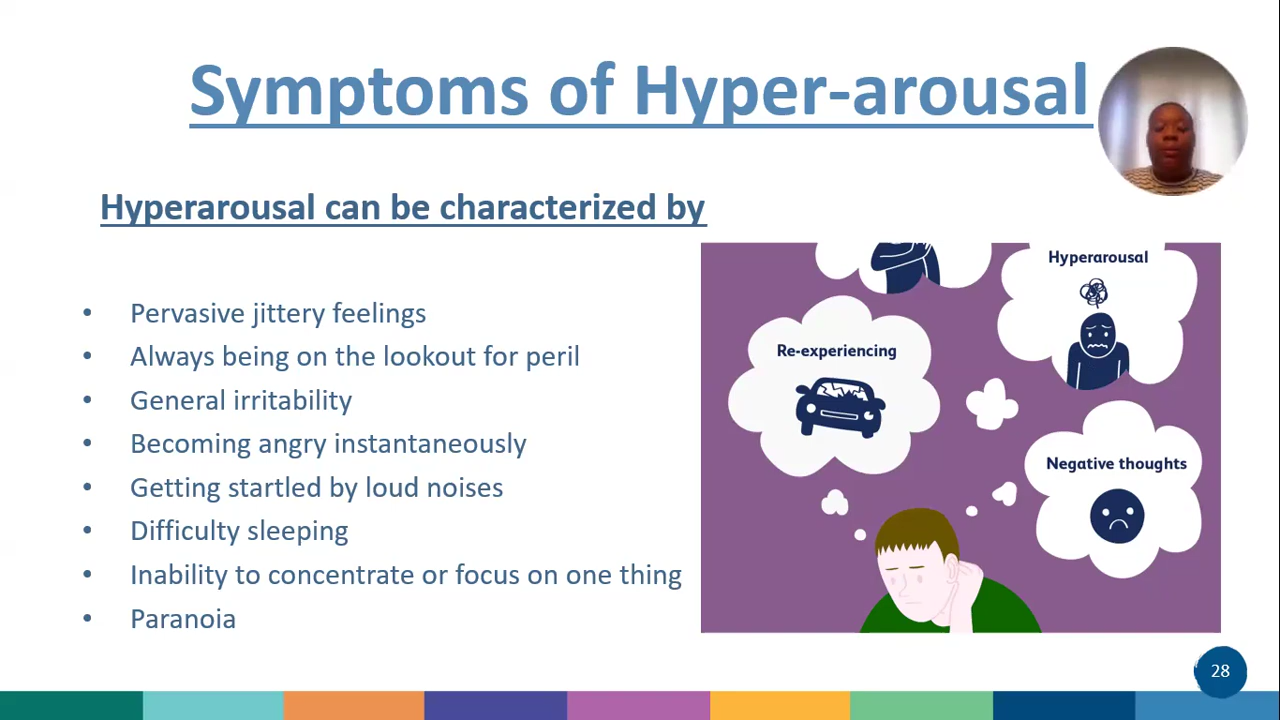 Symptoms of Hyper-arousal
Hyperarousal can be characterized by
• Pervasive jittery feelings
• Always being on the lookout for peril
• General irritability
• Becoming angry instantaneously
• Getting startled by loud noises
• Difficulty sleeping
• Inability to concentrate or focus on one thing
• Paranoia
Hyperarousal
Re-experiencing
Negative thoughts
28